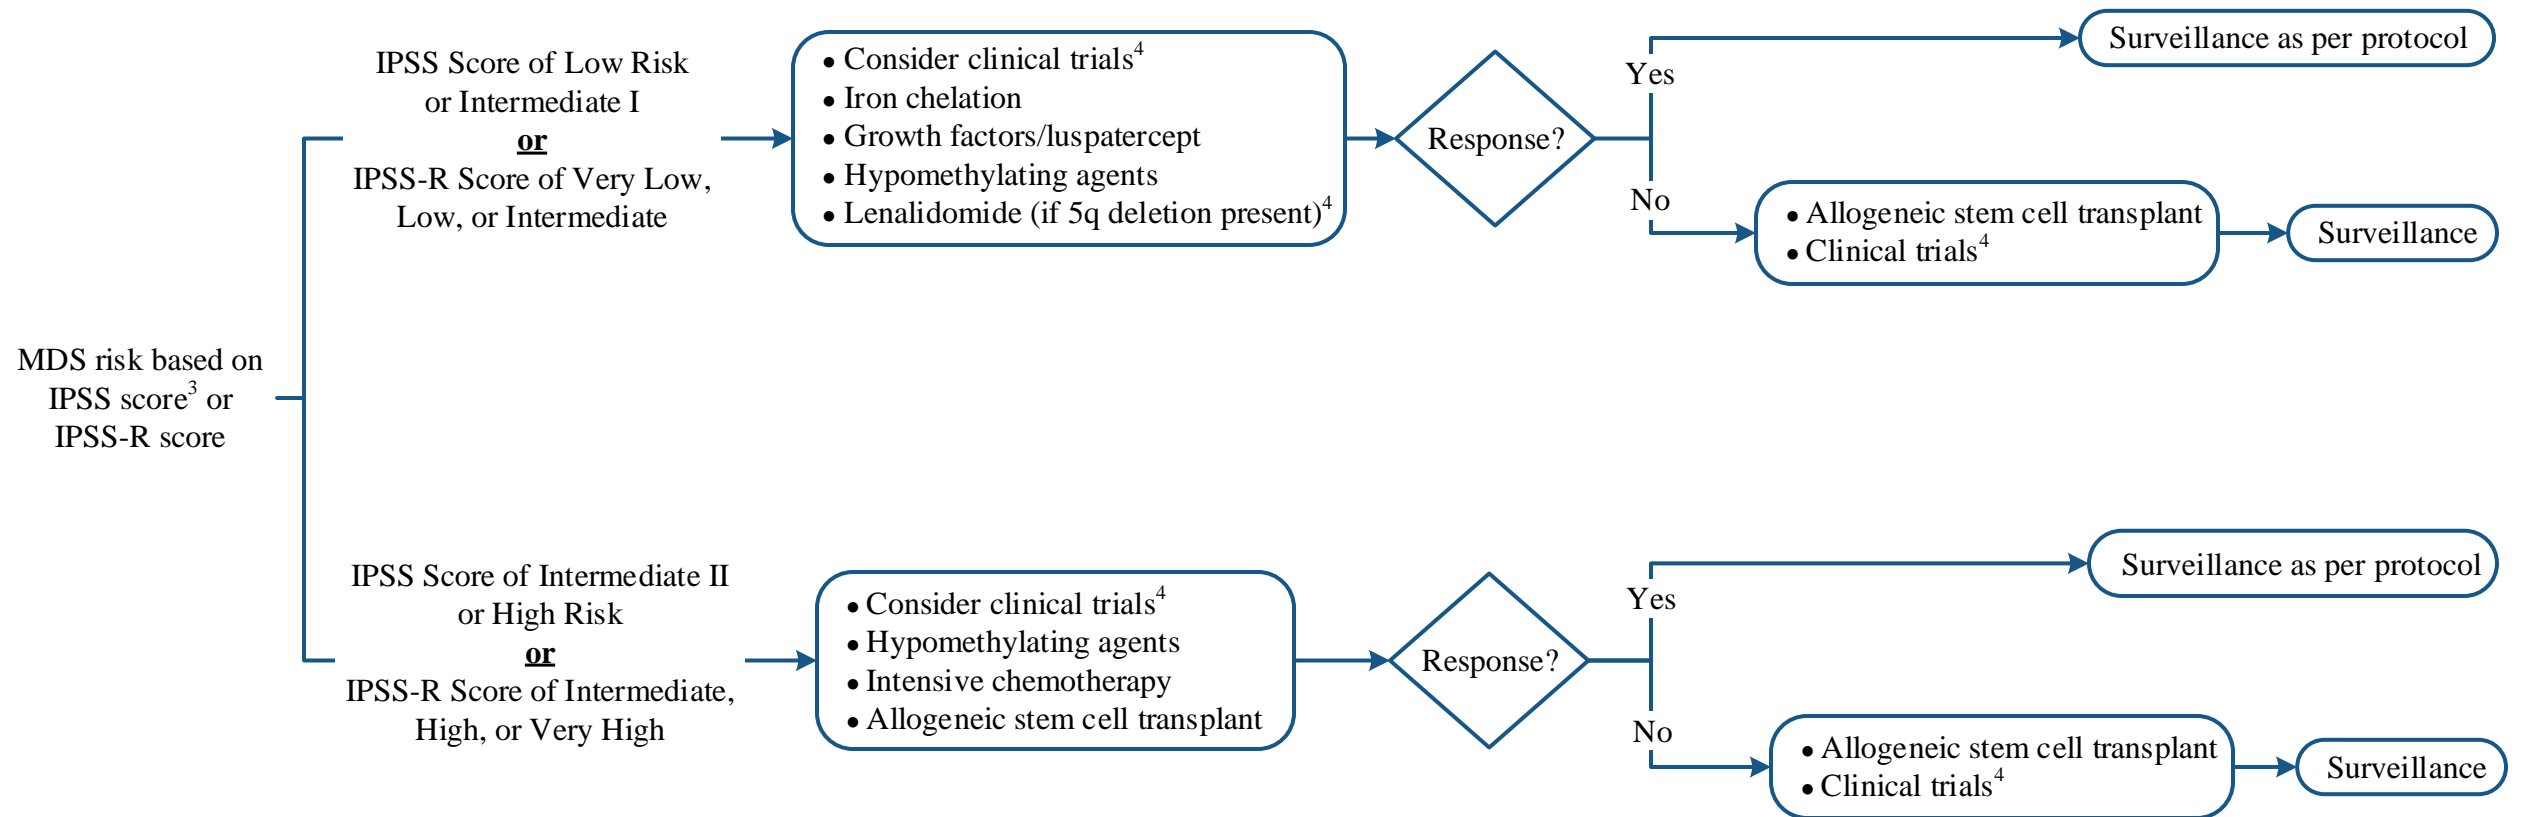 MDS risk based on
IPSS score3 or
IPSS-R score
IPSS Score of Low Risk
or Intermediate I
or
IPSS-R Score of Very Low,
Low, or Intermediate
● Consider clinical trials4
● Iron chelation
● Growth factors/luspatercept
● Hypomethylating agents
● Lenalidomide (if 5q deletion present)4
Response?
Yes
Surveillance as per protocol
No
● Allogeneic stem cell transplant
● Clinical trials4
Surveillance
IPSS Score of Intermediate II
or High Risk
or
IPSS-R Score of Intermediate,
High, or Very High
● Consider clinical trials4
● Hypomethylating agents
● Intensive chemotherapy
● Allogeneic stem cell transplant
Response?
Yes
Surveillance as per protocol
No
● Allogeneic stem cell transplant
● Clinical trials4
Surveillance